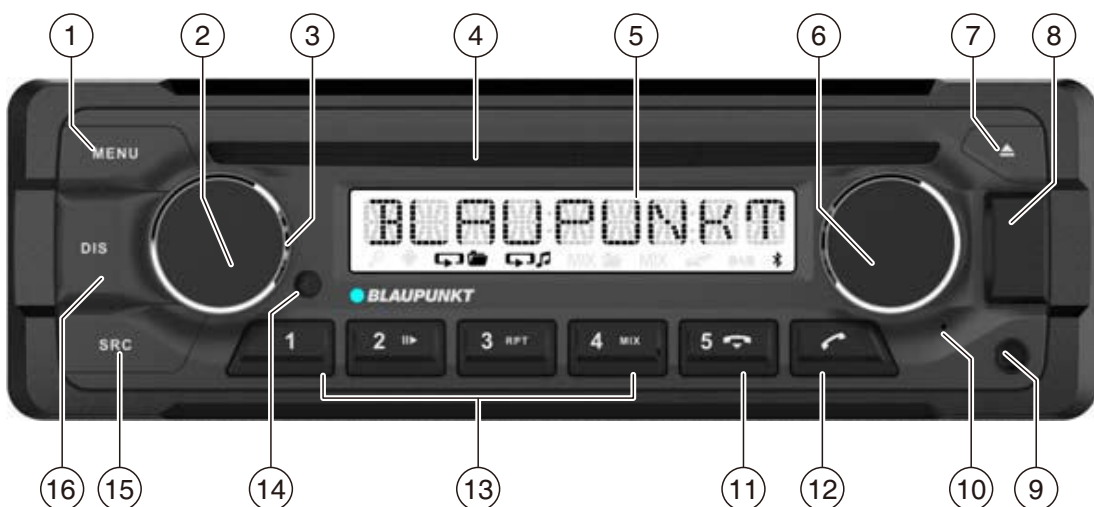 1 2 3 4 5 6 7 8
MENU
BLAUPUNKT
DIS
MIX MIX
BLAUPUNKT
SRC
1 2 3 RPT 4 MIX 5
16 15 14 13 11 12 10 9